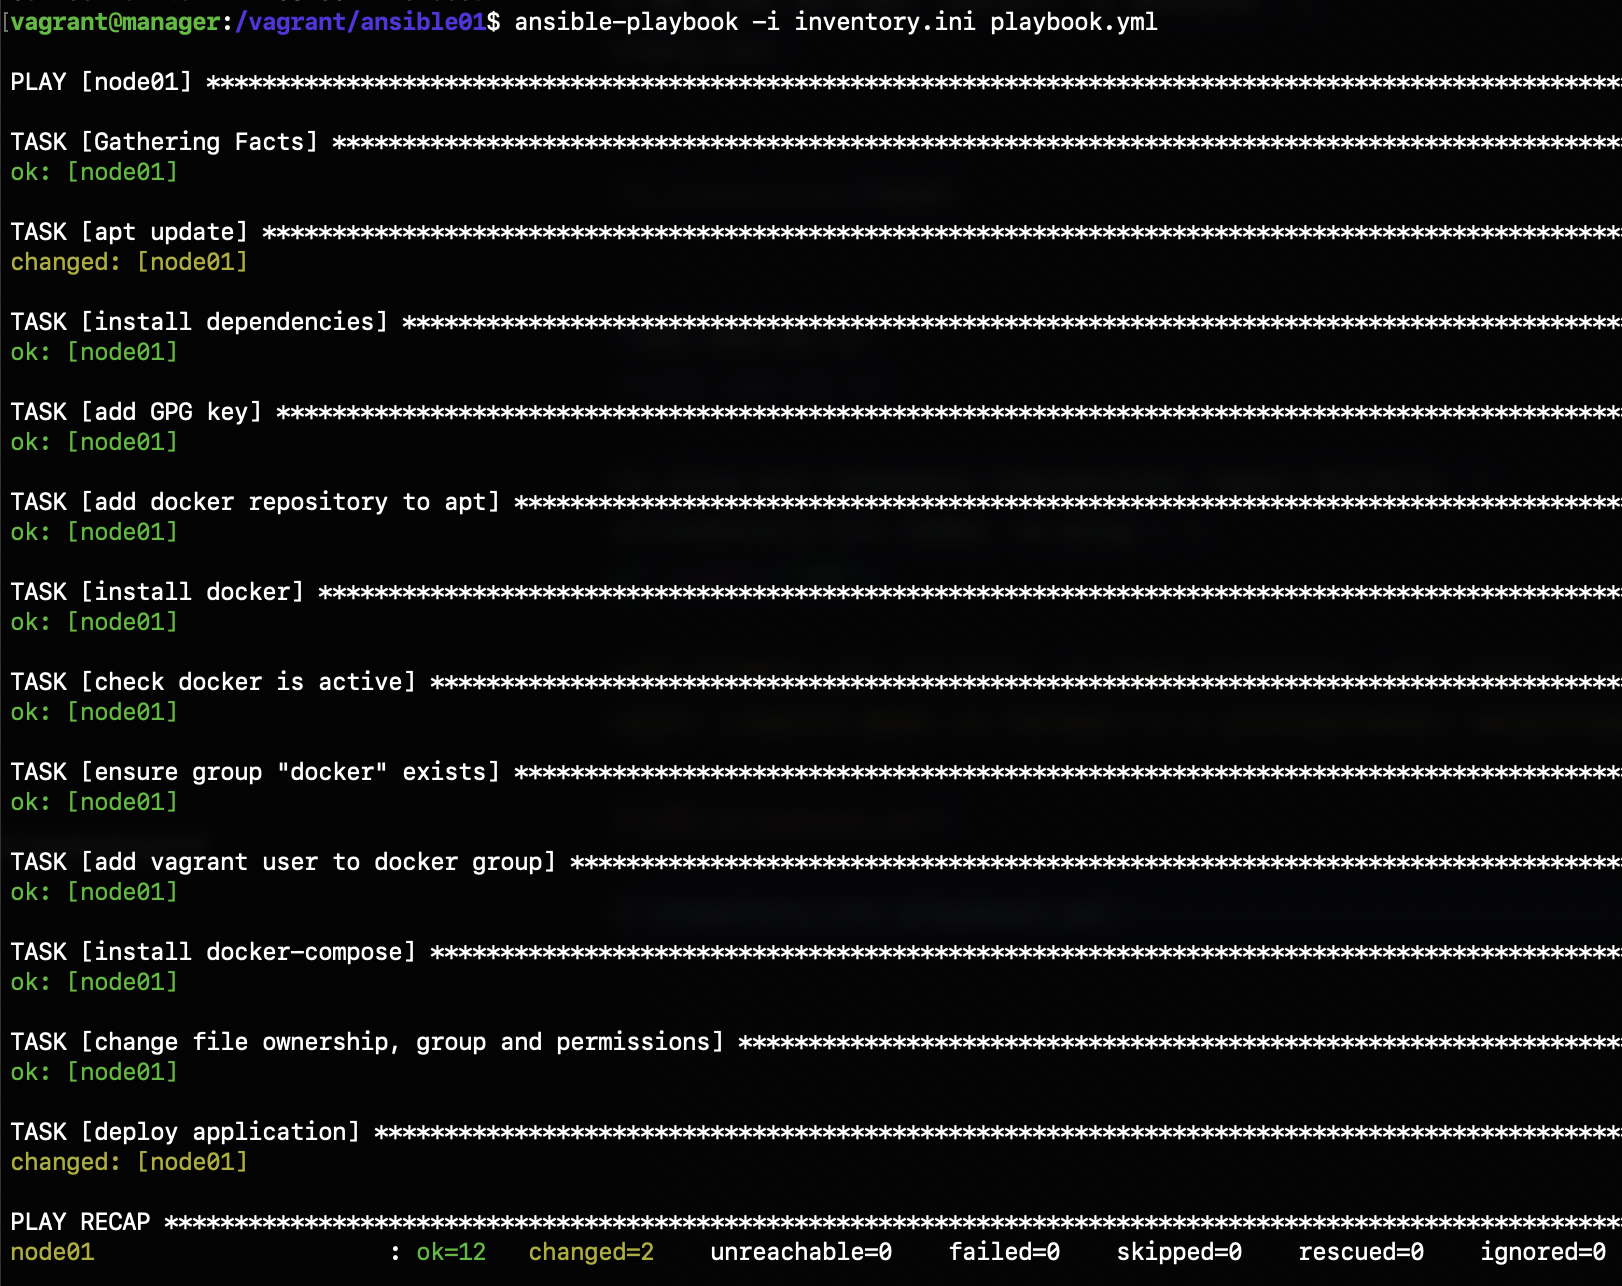 [vagrant@manager:/vagrant/ansible01$ ansible-playbook -i inventory.ini playbook.yml
PLAY [node01] *****************************************************************************************************
TASK [Gathering Facts] ********************************************************************************************
ok: [node01]
TASK [apt update] *************************************************************************************************
changed: [node01]
TASK [install dependencies] ***************************************************************************************
ok: [node01]
TASK [add GPG key] ************************************************************************************************
ok: [node01]
TASK [add docker repository to apt] *******************************************************************************
ok: [node01]
TASK [install docker] *********************************************************************************************
ok: [node01]
TASK [check docker is active] *************************************************************************************
ok: [node01]
TASK [ensure group "docker" exists] *******************************************************************************
ok: [node01]
TASK [add vagrant user to docker group] ***************************************************************************
ok: [node01]
TASK [install docker-compose] *************************************************************************************
ok: [node01]
TASK [change file ownership, group and permissions] ***************************************************************
ok: [node01]
TASK [deploy application] *****************************************************************************************
changed: [node01]
PLAY RECAP ********************************************************************************************************
node01 : ok=12 changed=2 unreachable=0 failed=0 skipped=0 rescued=0 ignored=0